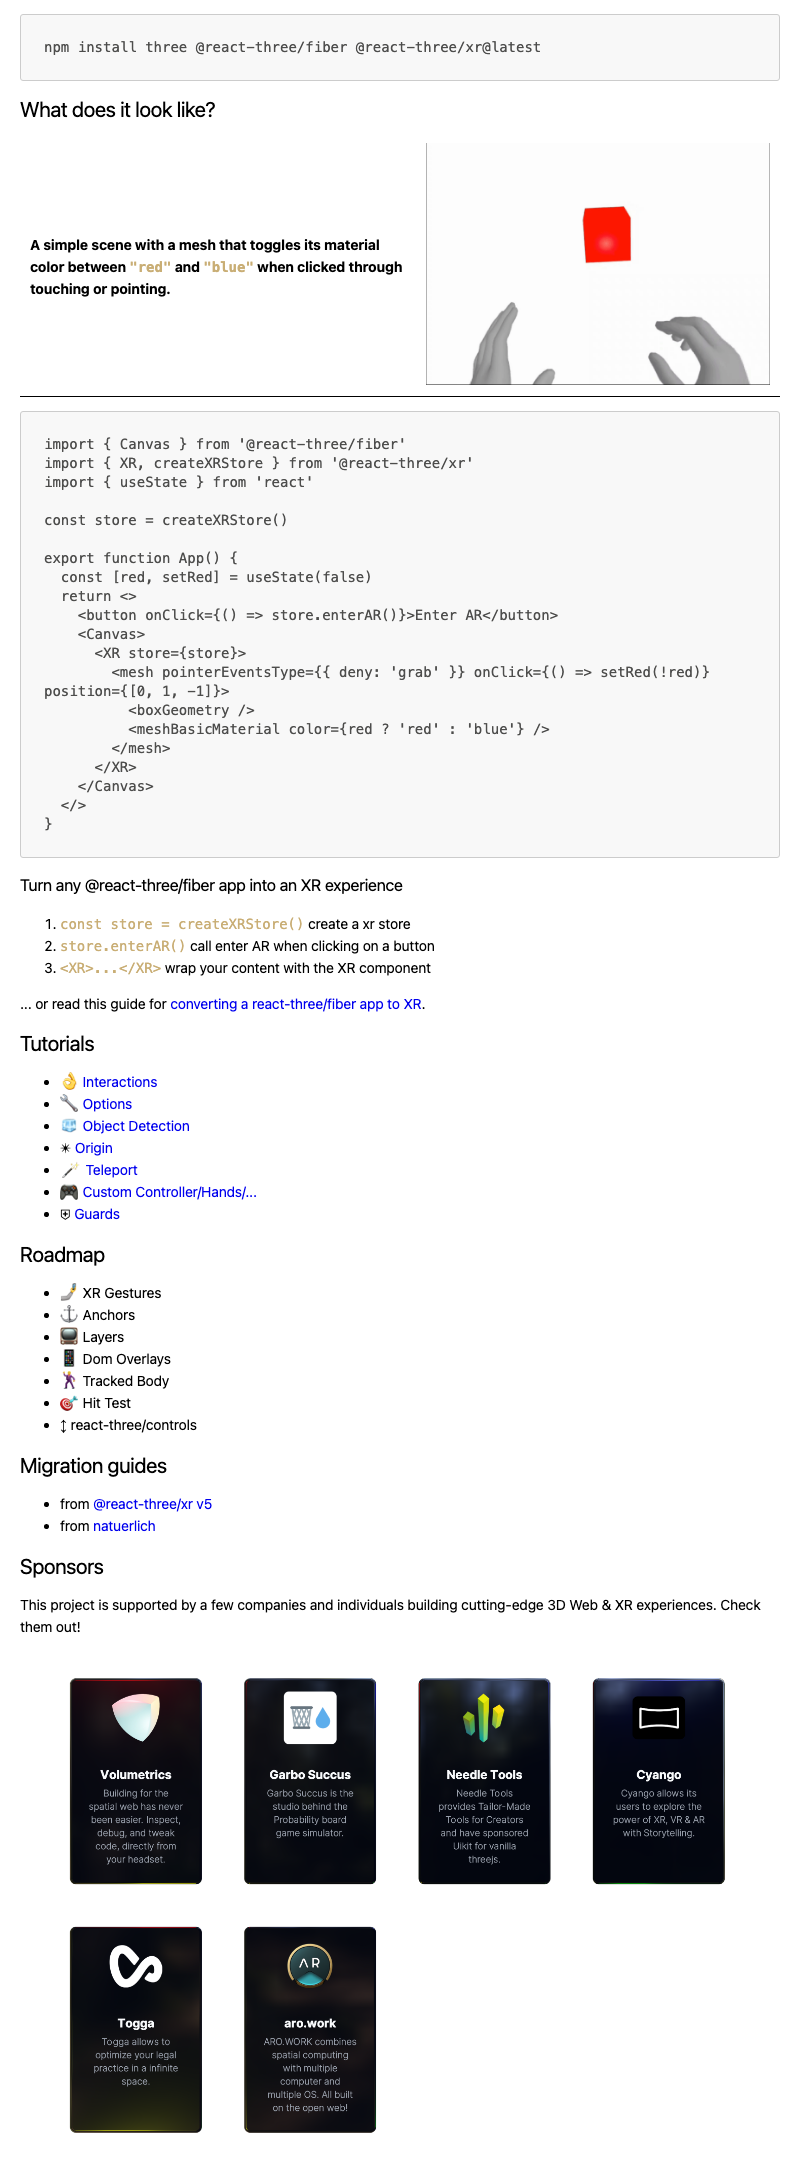 npm install three @react-three/fiber @react-three/xr@latest
What does it look like?
A simple scene with a mesh that toggles its material
color between "red" and "blue" when clicked through
touching or pointing.
import { Canvas } from '@react-three/fiber'
import { XR, createXRStore } from '@react-three/xr'
import { useState } from 'react'
const store = createXRStore()
export function App() {
  const [red, setRed] = useState(false)
  return <>
    <button onClick={() => store.enterAR()}>Enter AR</button>
    <Canvas>
      <XR store={store}>
        <mesh pointerEventsType={{ deny: 'grab' }} onClick={() => setRed(!red)}
position={[0, 1, -1]}>
          <boxGeometry />
          <meshBasicMaterial color={red ? 'red' : 'blue'} />
        </mesh>
      </XR>
    </Canvas>
  </>
}
Turn any @react-three/fiber app into an XR experience
1. const store = createXRStore() create a xr store
2. store.enterAR() call enter AR when clicking on a button
3. <XR>...</XR> wrap your content with the XR component
... or read this guide for converting a react-three/fiber app to XR.
Tutorials
• 👌 Interactions
• 🔧 Options
• 🧊 Object Detection
• ✴ Origin
• 🪄 Teleport
• 🎮 Custom Controller/Hands/...
• ⛨ Guards
Roadmap
• 🤳 XR Gestures
• ⚓ Anchors
• 📺 Layers
• 📱 Dom Overlays
• 🕺 Tracked Body
• 🎯 Hit Test
• ↕ react-three/controls
Migration guides
• from @react-three/xr v5
• from natuerlich
Sponsors
This project is supported by a few companies and individuals building cutting-edge 3D Web & XR experiences. Check
them out!
Volumetrics
Building for the
spatial web has never
been easier. Inspect,
debug, and tweak
code, directly from
your headset.
Garbo Succus
Garbo Succus is the
studio behind the
Probability board
game simulator.
Needle Tools
Needle Tools
provides Tailor-Made
Tools for Creators
and have sponsored
Uikit for vanilla
threejs.
Cyango
Cyango allows its
users to explore the
power of XR, VR & AR
with Storytelling.
Togga
Togga allows to
optimize your legal
practice in a infinite
space.
AR
aro.work
ARO.WORK combines
spatial computing
with multiple
computer and
multiple OS. All built
on the open web!